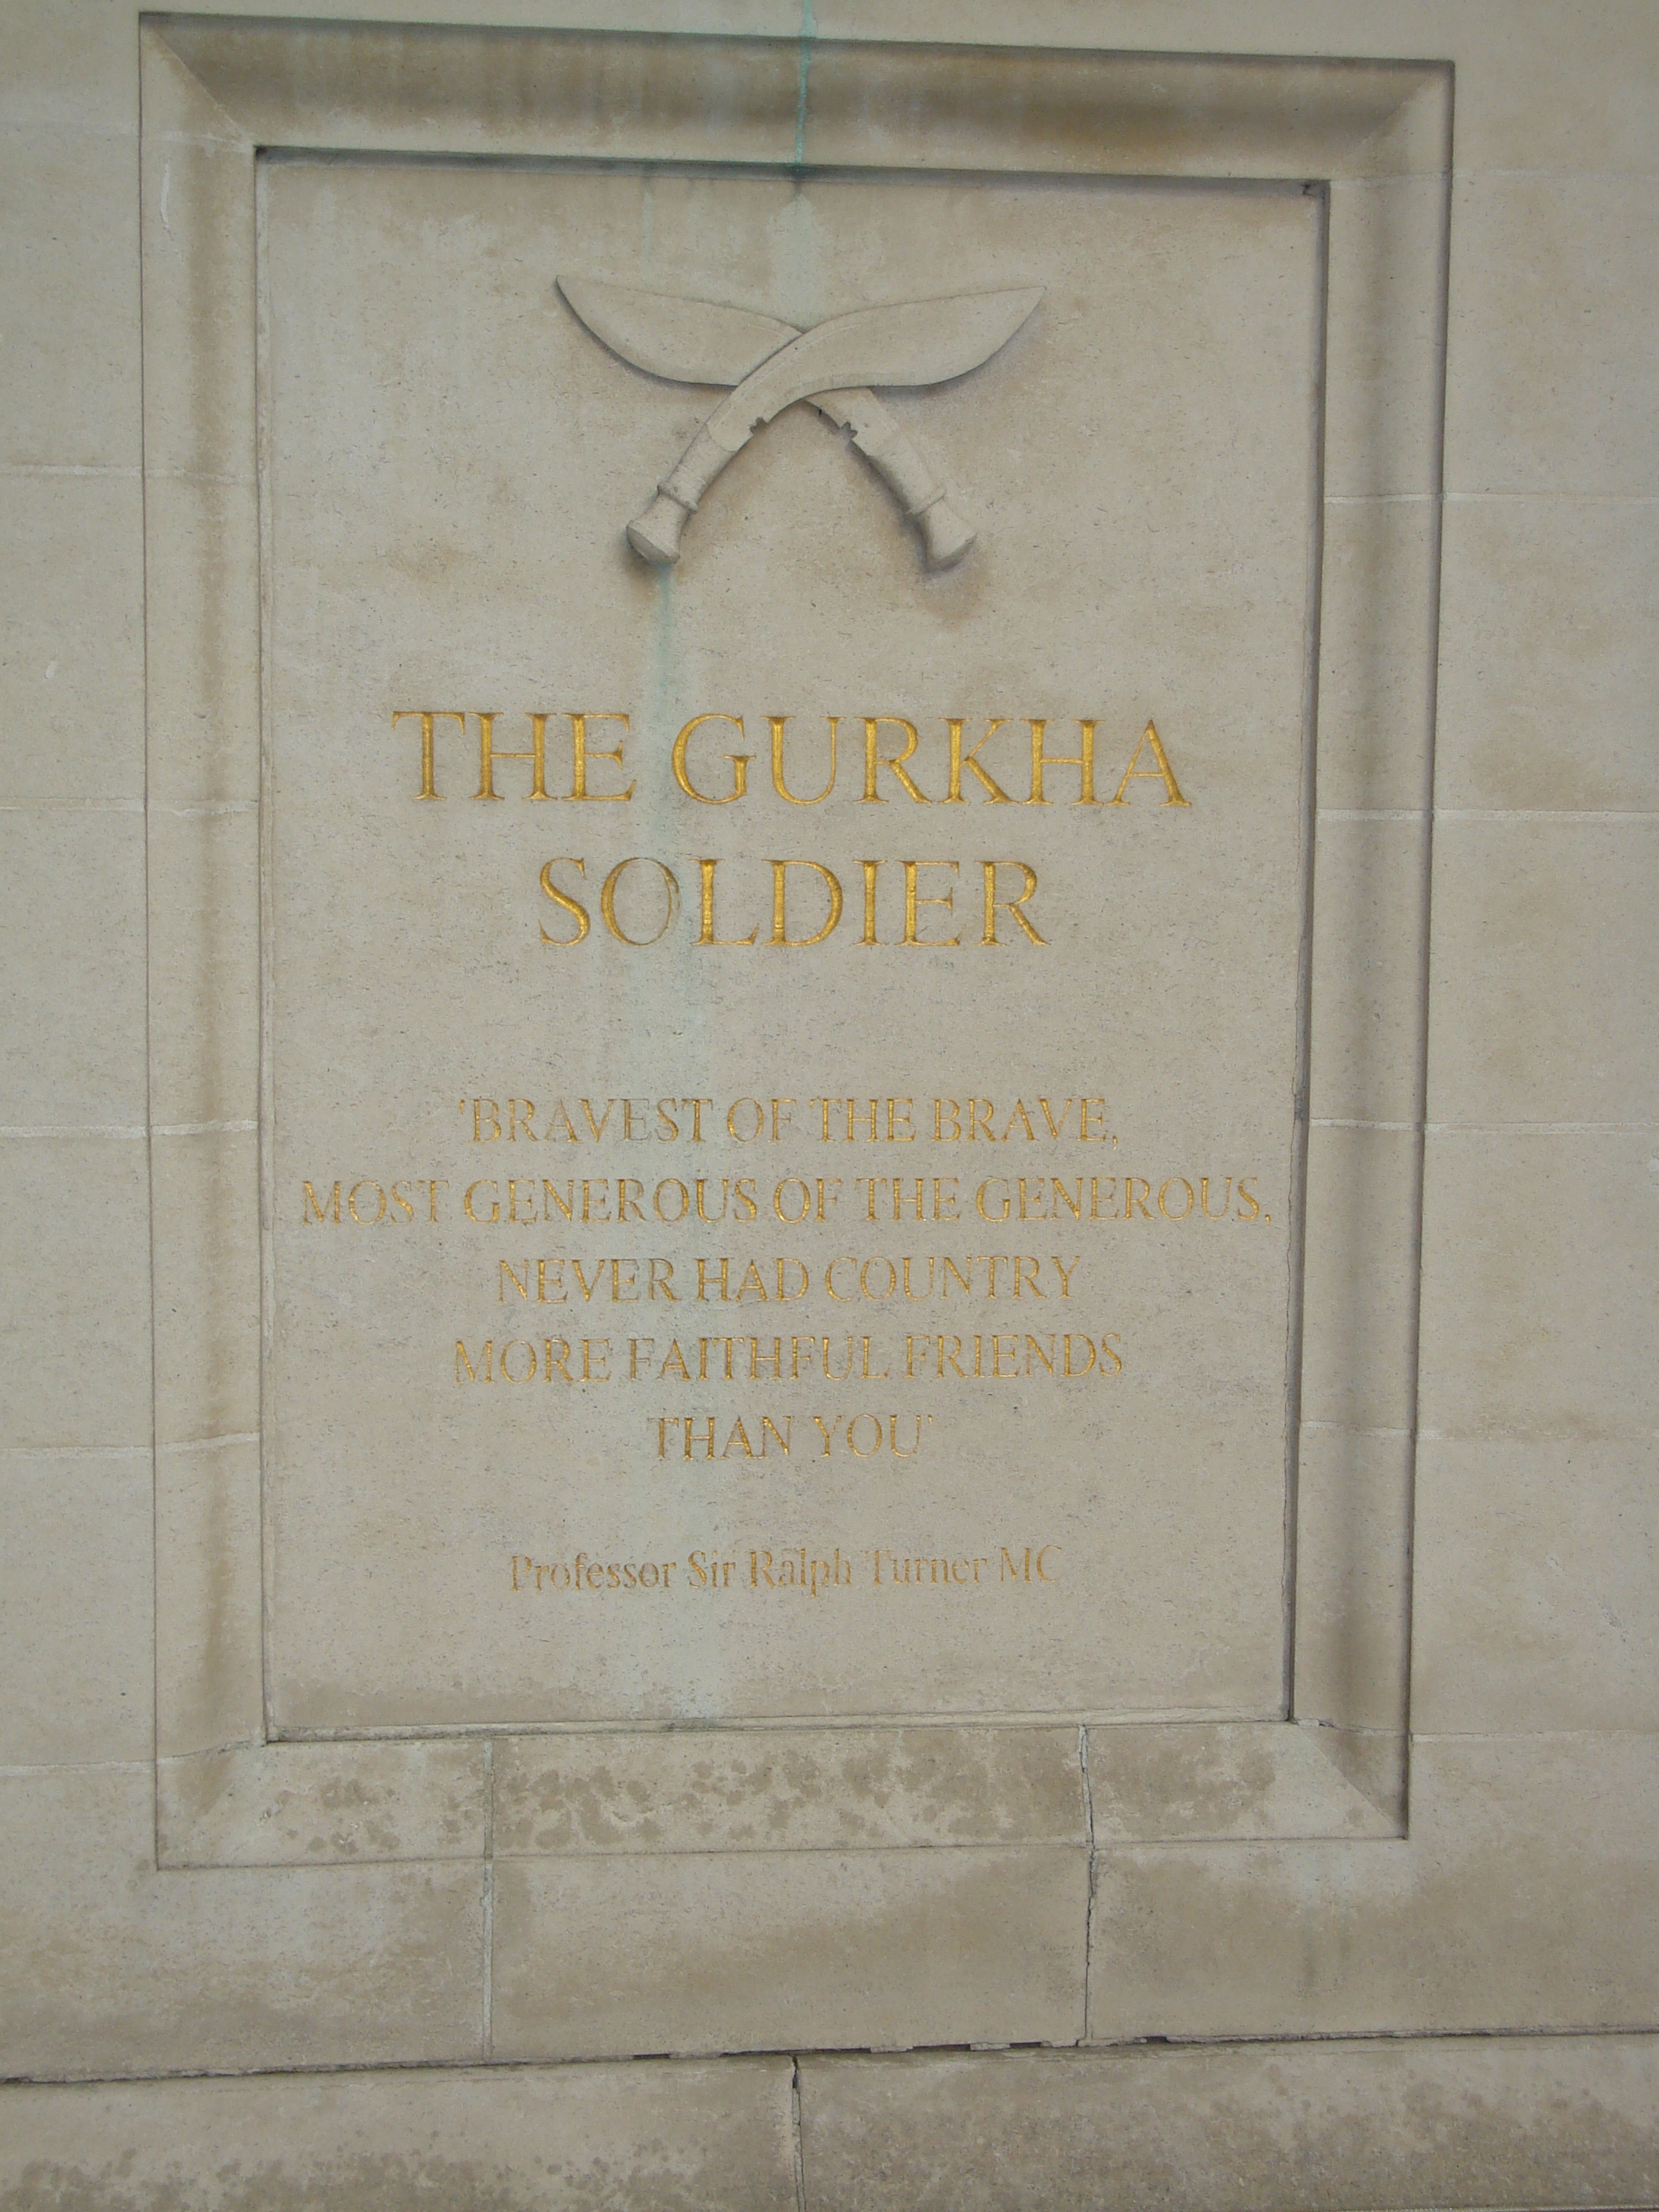 THE GURKHA
SOLDIER
'BRAVEST OF THE BRAVE,
MOST GENEROUS OF THE GENEROUS,
NEVER HAD COUNTRY
MORE FAITHFUL FRIENDS
THAN YOU'
Professor Sir Ralph Turner MC